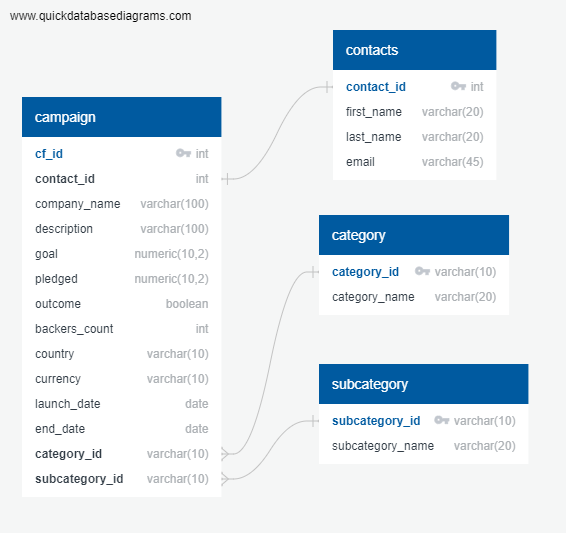 www.quickdatabasediagrams.com
contacts
contact_id int
first_name varchar(20)
last_name varchar(20)
email varchar(45)
campaign
cf_id int
contact_id int
company_name varchar(100)
description varchar(100)
goal numeric(10,2)
pledged numeric(10,2)
outcome boolean
backers_count int
country varchar(10)
currency varchar(10)
launch_date date
end_date date
category_id varchar(10)
subcategory_id varchar(10)
category
category_id varchar(10)
category_name varchar(20)
subcategory
subcategory_id varchar(10)
subcategory_name varchar(20)